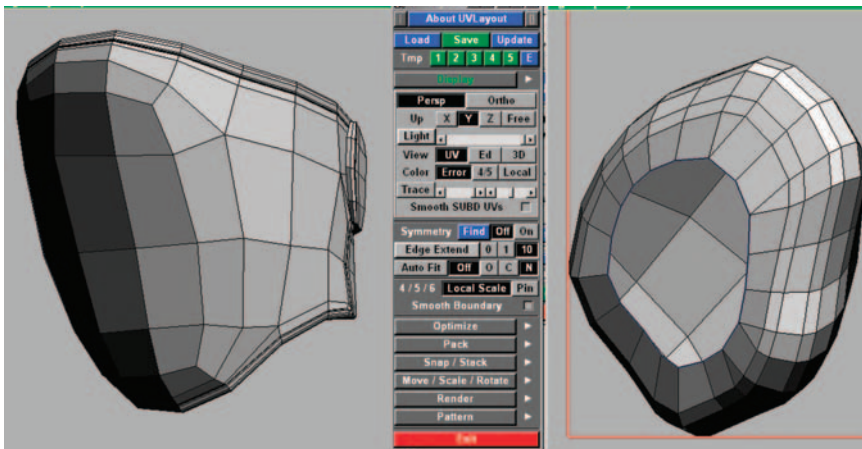 About UVLayout
Load Save Update
Tmp 1 2 3 4 5 E
Display
Persp Ortho
Up X Y Z Free
Light
View UV Ed 3D
Color Error 4/5 Local
Trace
Smooth SUBD UVs
Symmetry Find Off On
Edge Extend 0 1 10
Auto Fit Off O C N
4 / 5 / 6 Local Scale Pin
Smooth Boundary
Optimize
Pack
Snap / Stack
Move / Scale / Rotate
Render
Pattern
Exit